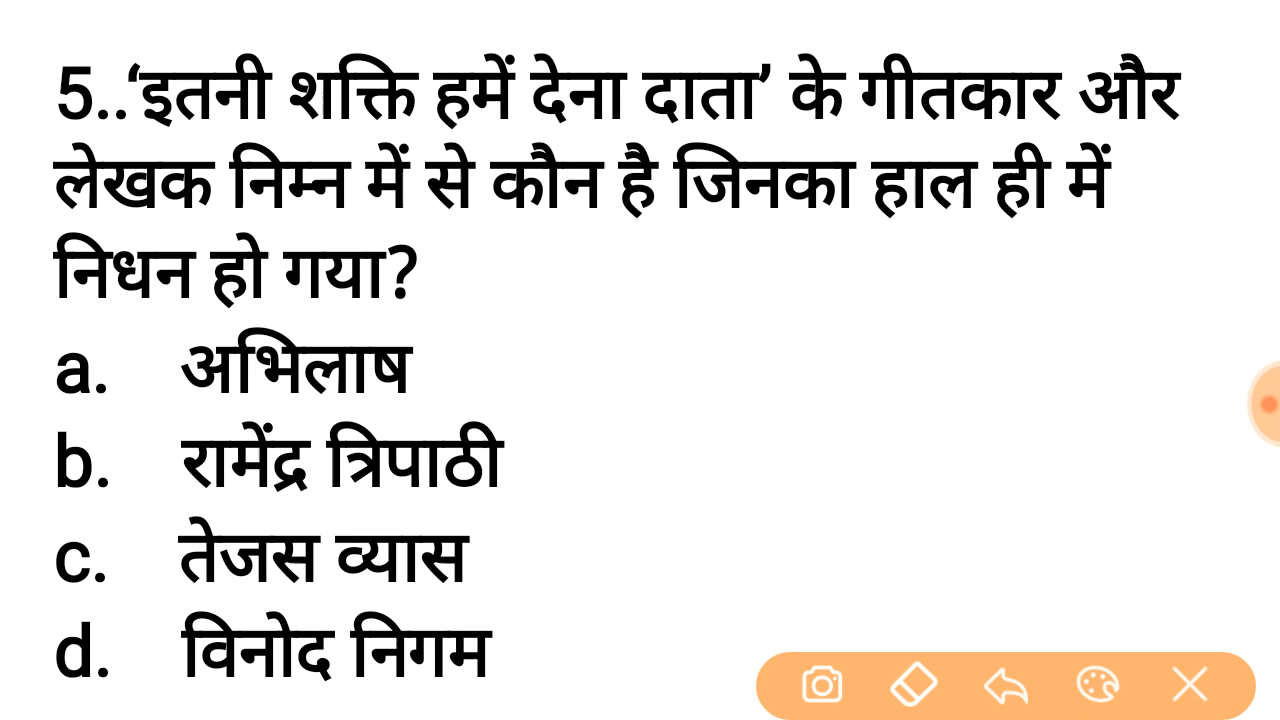 5..‘इतनी शक्ति हमें देना दाता’ के गीतकार और
लेखक निम्न में से कौन है जिनका हाल ही में
निधन हो गया?
a. अभिलाष
b. रामेंद्र त्रिपाठी
c. तेजस व्यास
d. विनोद निगम